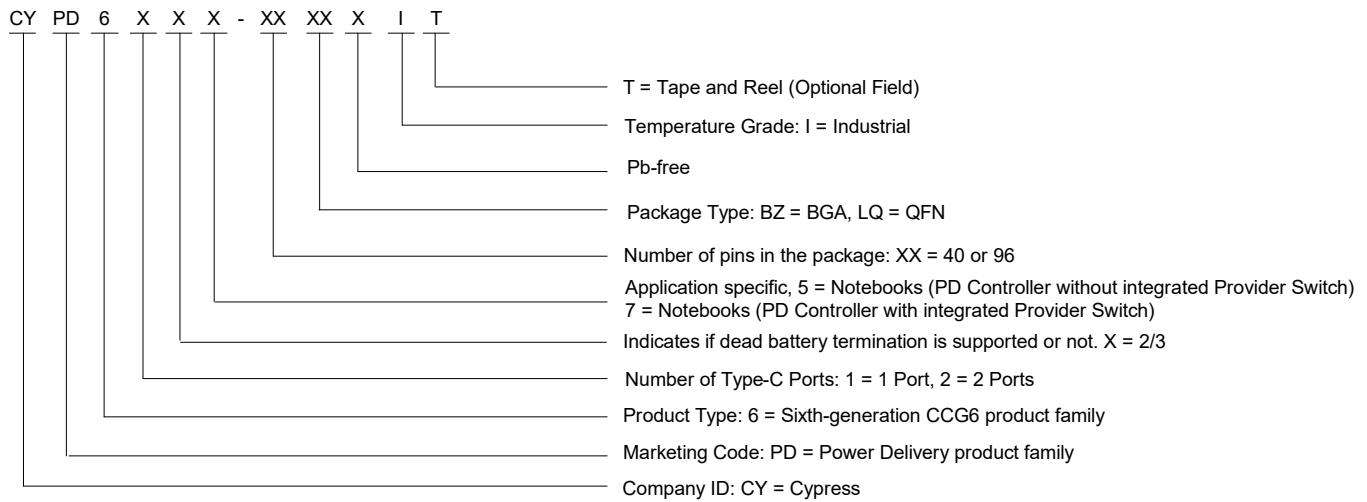 CY PD 6 X X X - XX XX X I T
T = Tape and Reel (Optional Field)
Temperature Grade: I = Industrial
Pb-free
Package Type: BZ = BGA, LQ = QFN
Number of pins in the package: XX = 40 or 96
Application specific, 5 = Notebooks (PD Controller without integrated Provider Switch)
7 = Notebooks (PD Controller with integrated Provider Switch)
Indicates if dead battery termination is supported or not. X = 2/3
Number of Type-C Ports: 1 = 1 Port, 2 = 2 Ports
Product Type: 6 = Sixth-generation CCG6 product family
Marketing Code: PD = Power Delivery product family
Company ID: CY = Cypress